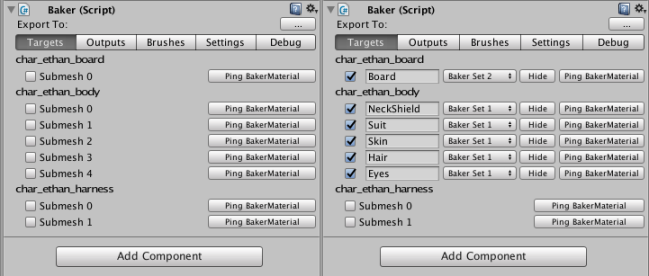 Baker (Script)
Export To:
...
Targets Outputs Brushes Settings Debug
char_ethan_board
Submesh 0 Ping BakerMaterial
char_ethan_body
Submesh 0 Ping BakerMaterial
Submesh 1 Ping BakerMaterial
Submesh 2 Ping BakerMaterial
Submesh 3 Ping BakerMaterial
Submesh 4 Ping BakerMaterial
char_ethan_harness
Submesh 0 Ping BakerMaterial
Submesh 1 Ping BakerMaterial
Add Component
Baker (Script)
Export To:
...
Targets Outputs Brushes Settings Debug
char_ethan_board
Board Baker Set 2 Hide Ping BakerMaterial
char_ethan_body
NeckShield Baker Set 1 Hide Ping BakerMaterial
Suit Baker Set 1 Hide Ping BakerMaterial
Skin Baker Set 1 Hide Ping BakerMaterial
Hair Baker Set 1 Hide Ping BakerMaterial
Eyes Baker Set 1 Hide Ping BakerMaterial
char_ethan_harness
Submesh 0 Ping BakerMaterial
Submesh 1 Ping BakerMaterial
Add Component